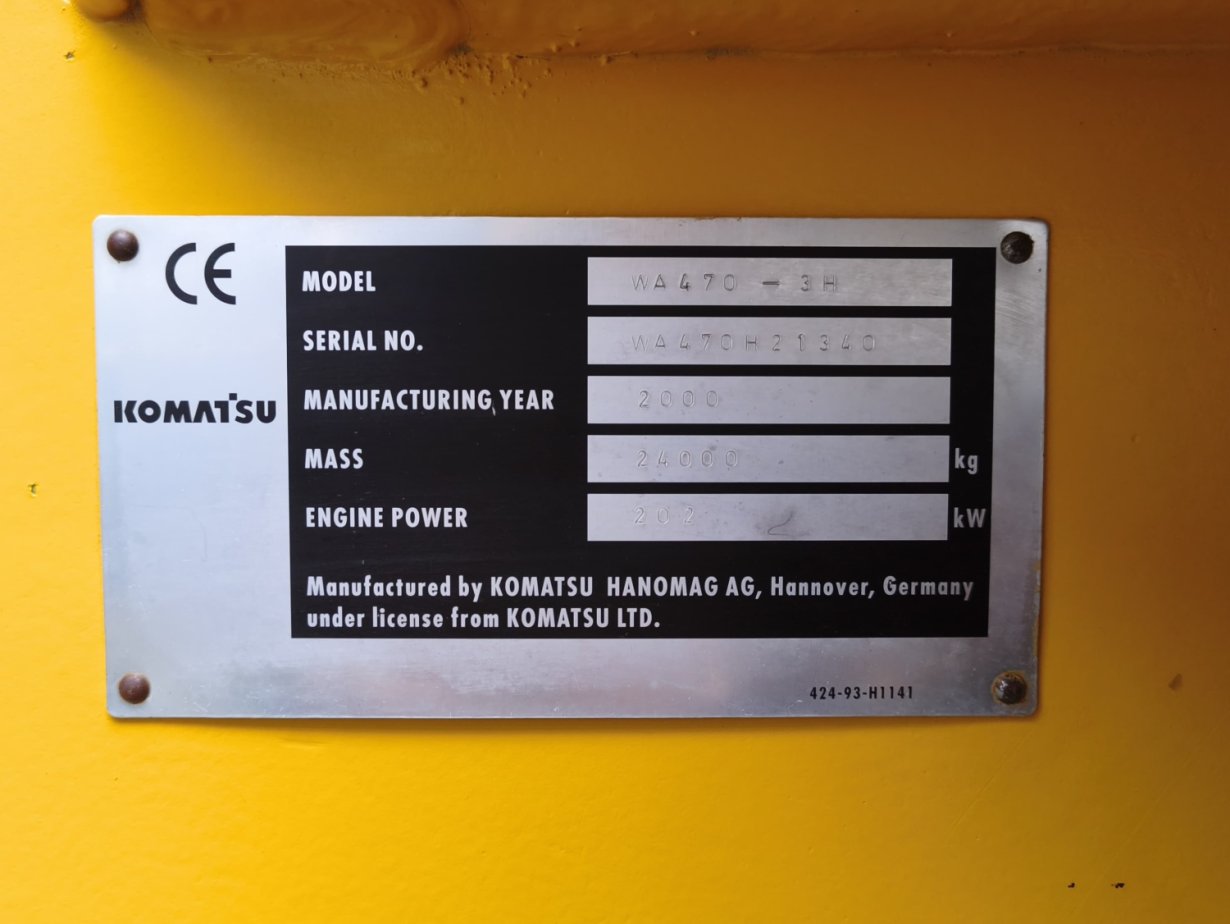 CE
KOMATSU
MODEL WA470 - 3H
SERIAL NO. WA470H21340
MANUFACTURING YEAR 2000
MASS 24000 kg
ENGINE POWER 202 kW
Manufactured by KOMATSU HANOMAG AG, Hannover, Germany
under license from KOMATSU LTD.
424-93-H1141